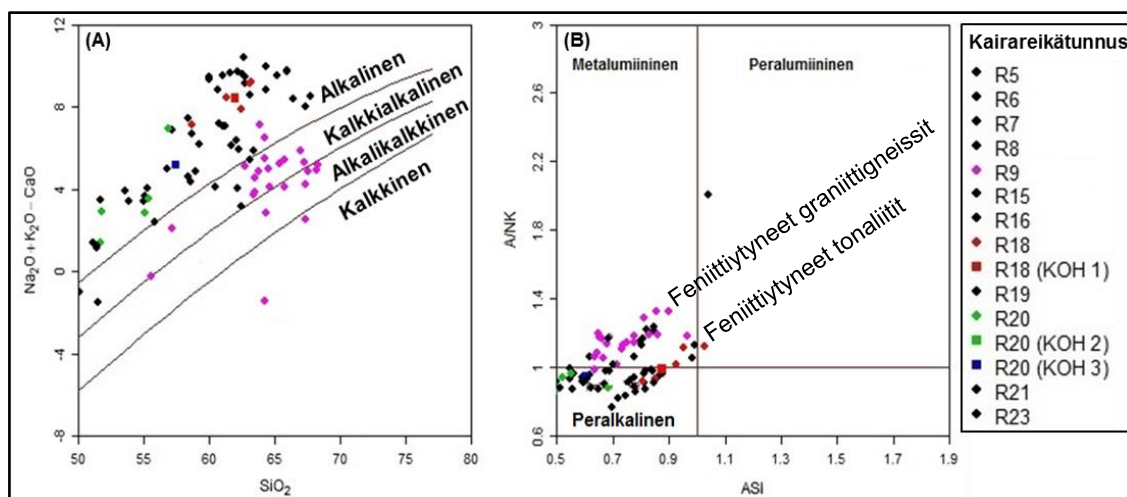 (A)
12
8
4
0
-4
-8
Na₂O + K₂O – CaO
50
55
60
65
70
75
80
SiO₂
Alkalinen
Kalkkialkalinen
Alkalikalkkinen
Kalkkinen
(B)
3
2.6
2.2
1.8
1.4
1
0.6
A/NK
0.5
0.7
0.9
1.1
1.3
1.5
1.7
1.9
ASI
Metalumiininen
Peralumiininen
Feniittiytyneet graniittigneissit
Feniittiytyneet tonaliitit
Peralkalinen
Kairareikätunnus
R5
R6
R7
R8
R9
R15
R16
R18
R18 (KOH 1)
R19
R20
R20 (KOH 2)
R20 (KOH 3)
R21
R23